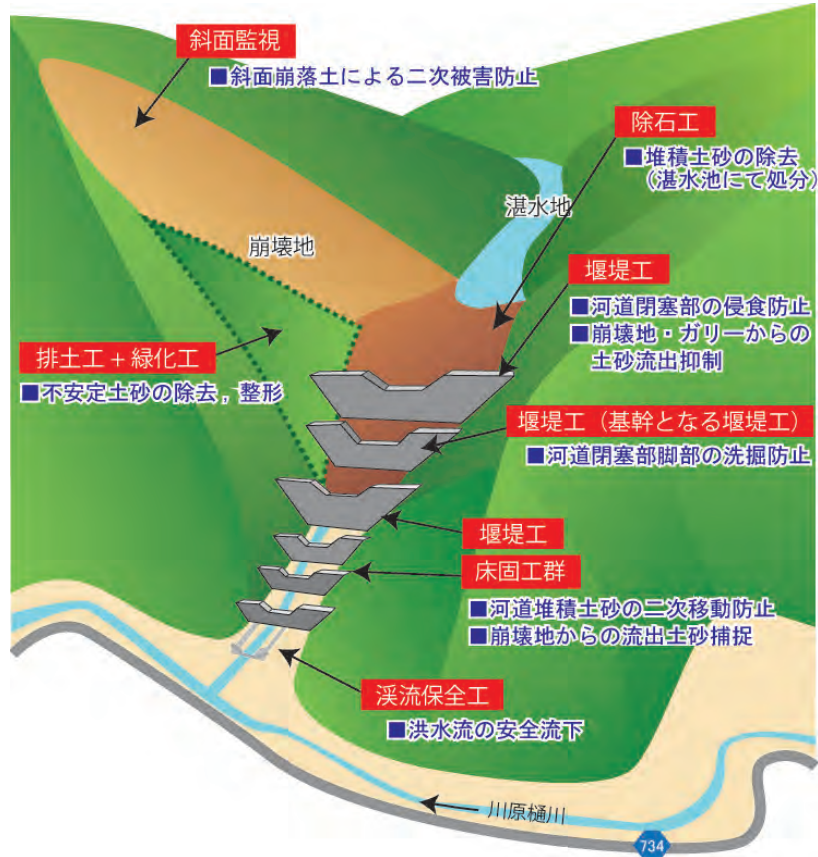 斜面監視
■斜面崩落土による二次被害防止
除石工
■堆積土砂の除去
(湛水池にて処分)
湛水地
崩壊地
堰堤工
■河道閉塞部の侵食防止
■崩壊地・ガリーからの
土砂流出抑制
排土工+緑化工
■不安定土砂の除去,整形
堰堤工(基幹となる堰堤工)
■河道閉塞部脚部の洗掘防止
堰堤工
床固工群
■河道堆積土砂の二次移動防止
■崩壊地からの流出土砂捕捉
渓流保全工
■洪水流の安全流下
川原樋川
734